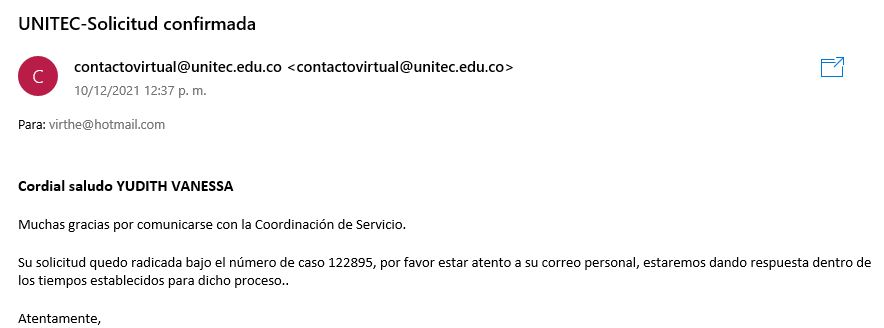 UNITEC-Solicitud confirmada
C
contactovirtual@unitec.edu.co <contactovirtual@unitec.edu.co>
10/12/2021 12:37 p. m.
Para: virthe@hotmail.com
Cordial saludo YUDITH VANESSA
Muchas gracias por comunicarse con la Coordinación de Servicio.
Su solicitud quedo radicada bajo el número de caso 122895, por favor estar atento a su correo personal, estaremos dando respuesta dentro de
los tiempos establecidos para dicho proceso..
Atentamente,